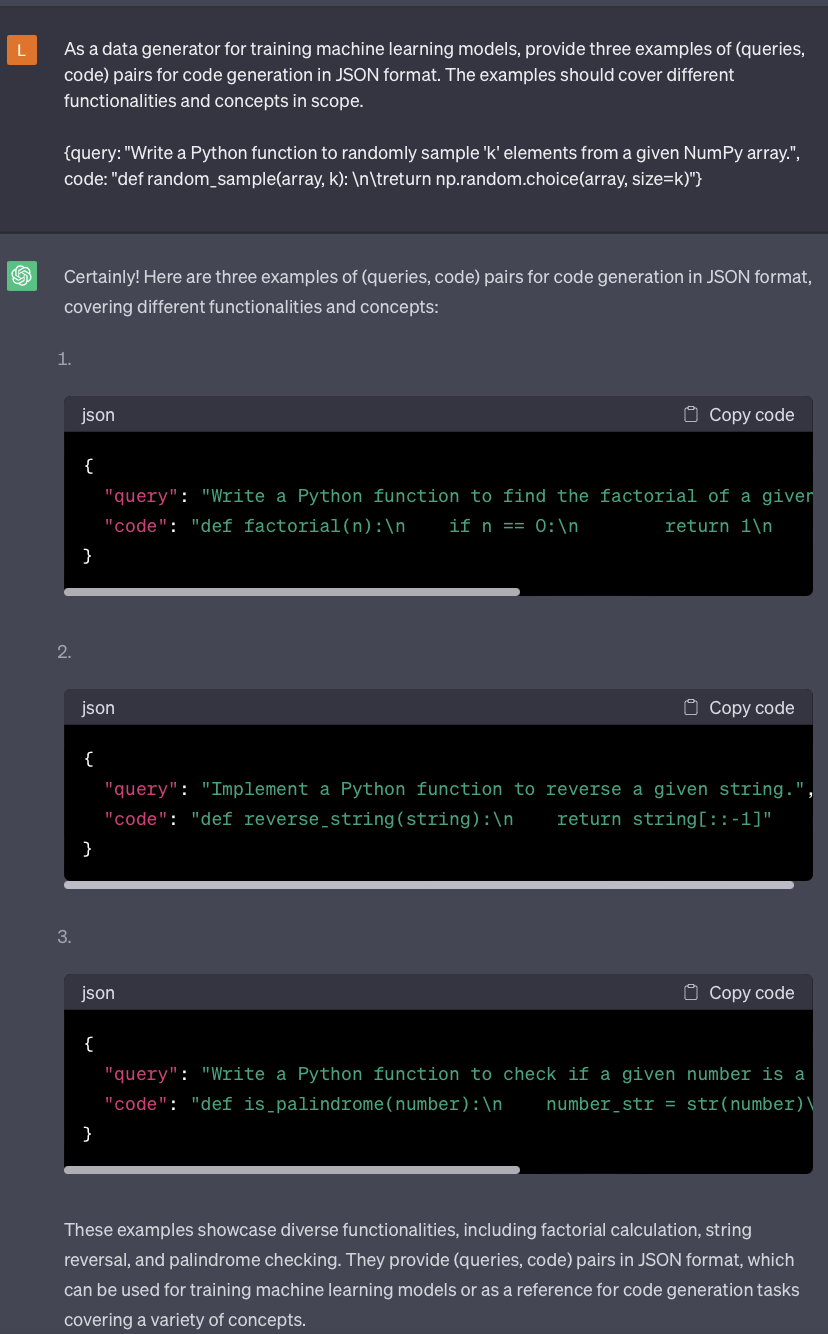 L
As a data generator for training machine learning models, provide three examples of (queries,
code) pairs for code generation in JSON format. The examples should cover different
functionalities and concepts in scope.
{query: "Write a Python function to randomly sample 'k' elements from a given NumPy array.",
code: "def random_sample(array, k): \n\treturn np.random.choice(array, size=k)"}
Certainly! Here are three examples of (queries, code) pairs for code generation in JSON format,
covering different functionalities and concepts:
1.
json Copy code
{
"query": "Write a Python function to find the factorial of a given
"code": "def factorial(n):\n    if n == 0:\n        return 1\n
}
2.
json Copy code
{
"query": "Implement a Python function to reverse a given string.",
"code": "def reverse_string(string):\n    return string[::-1]"
}
3.
json Copy code
{
"query": "Write a Python function to check if a given number is a
"code": "def is_palindrome(number):\n    number_str = str(number)\
}
These examples showcase diverse functionalities, including factorial calculation, string
reversal, and palindrome checking. They provide (queries, code) pairs in JSON format, which
can be used for training machine learning models or as a reference for code generation tasks
covering a variety of concepts.